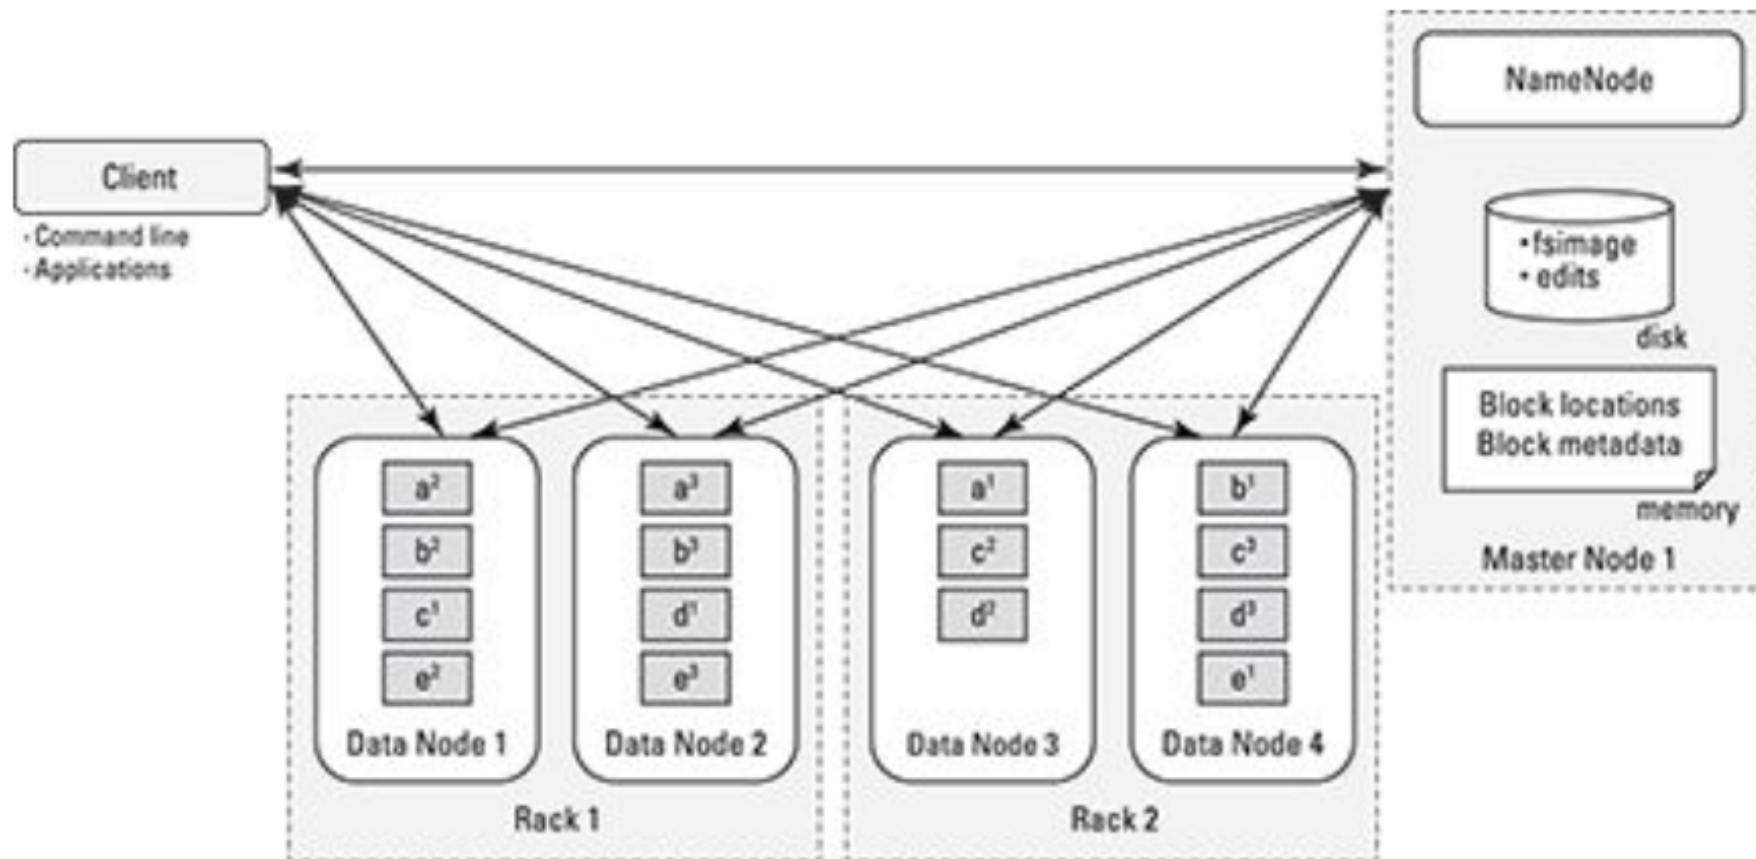 NameNode
Client
· Command line
· Applications
• fsimage
• edits
disk
Block locations
Block metadata
memory
Master Node 1
a²
b²
c¹
e²
Data Node 1
a³
b³
d¹
e³
Data Node 2
Rack 1
a¹
c²
d²
Data Node 3
b¹
c³
d³
e¹
Data Node 4
Rack 2